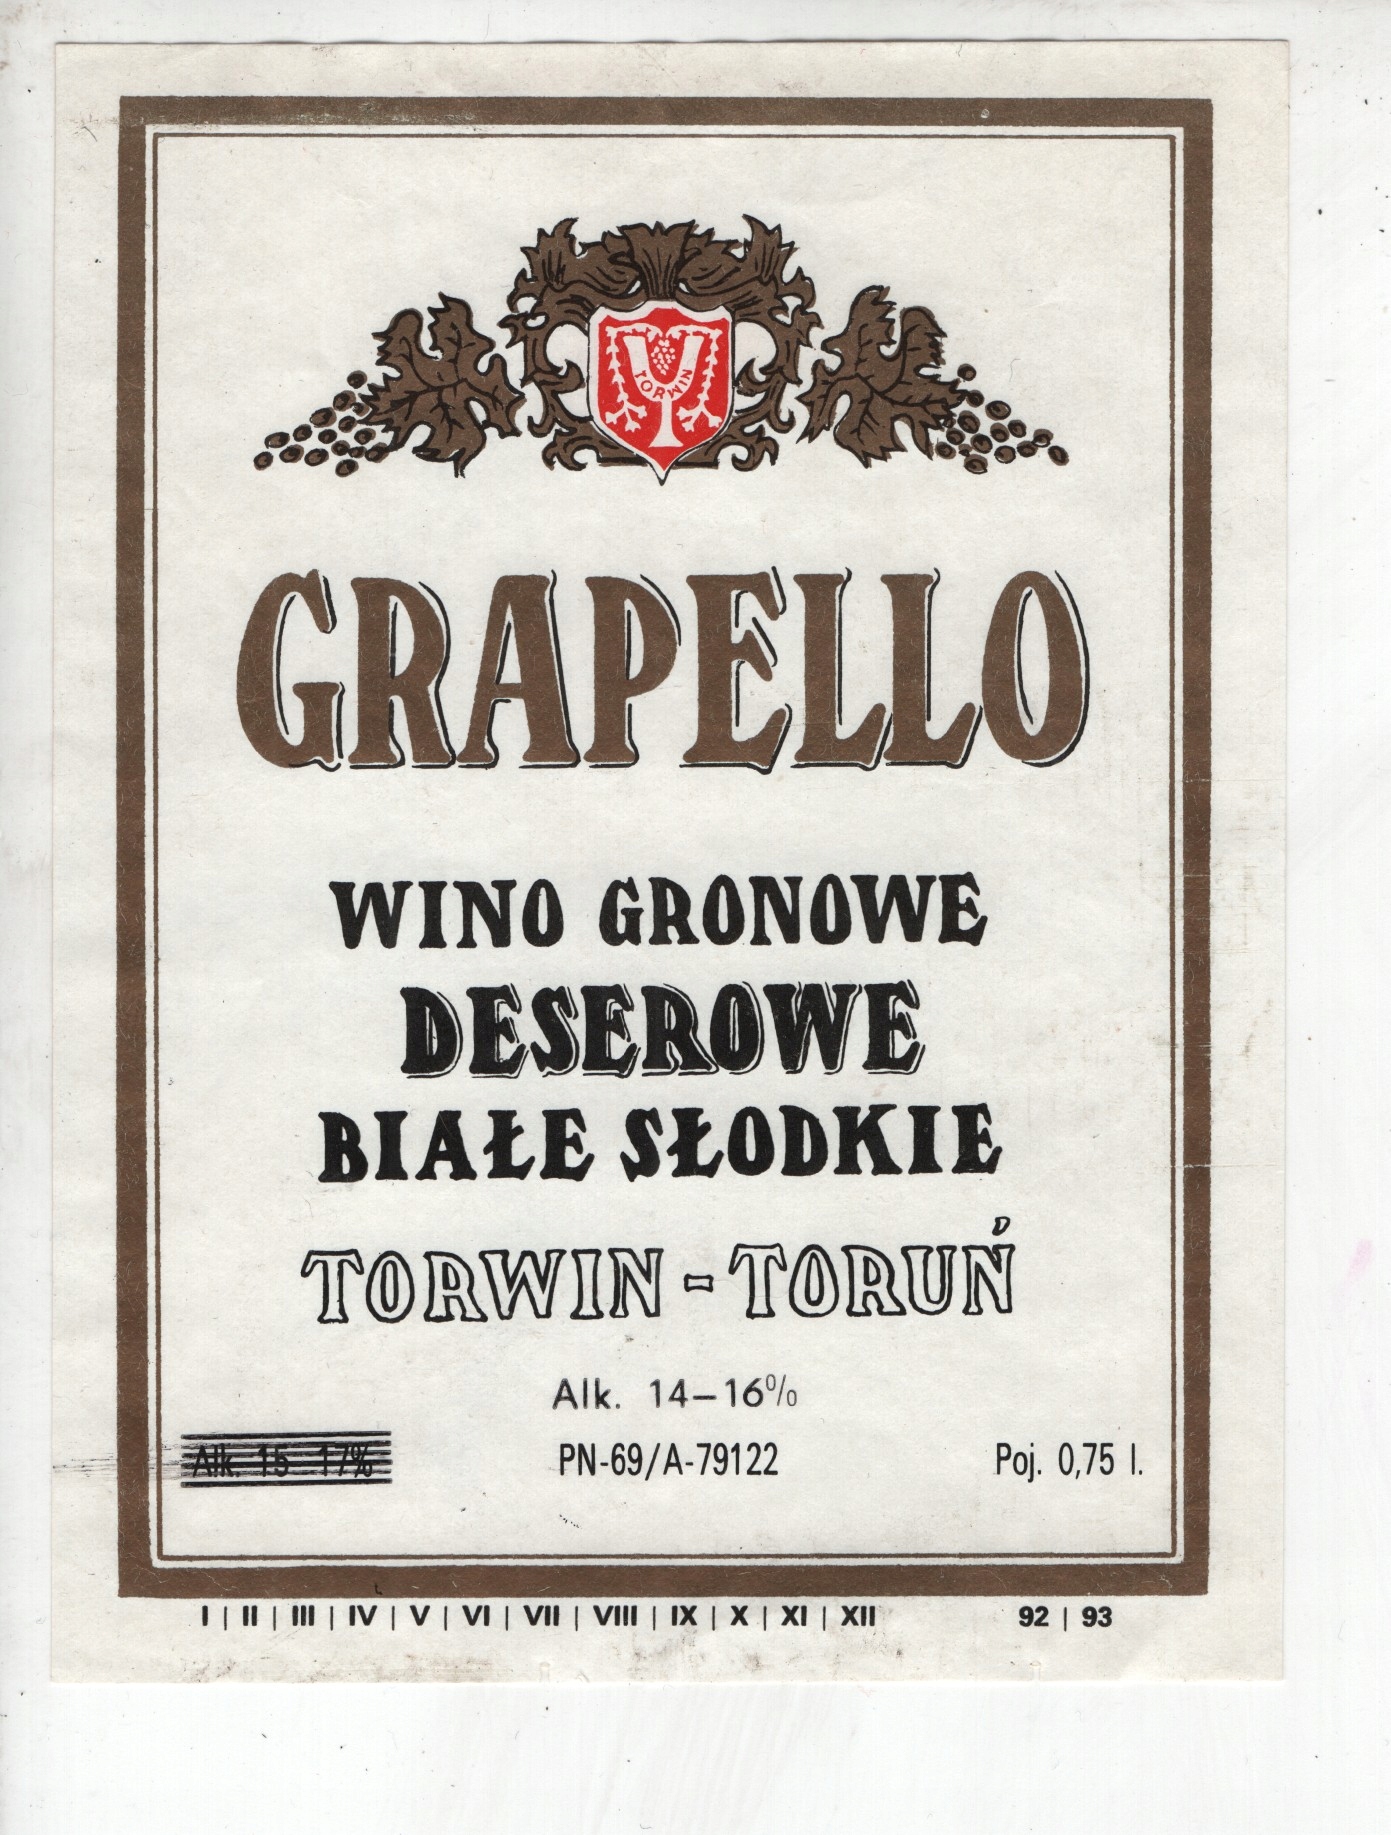 TORWIN
GRAPELLO
WINO GRONOWE
DESEROWE
BIAŁE SŁODKIE
TORWIN - TORUŃ
Alk. 14–16%
Alk. 15–17%
PN-69/A-79122
Poj. 0,75 l.
I | II | III | IV | V | VI | VII | VIII | IX | X | XI | XII 92 | 93